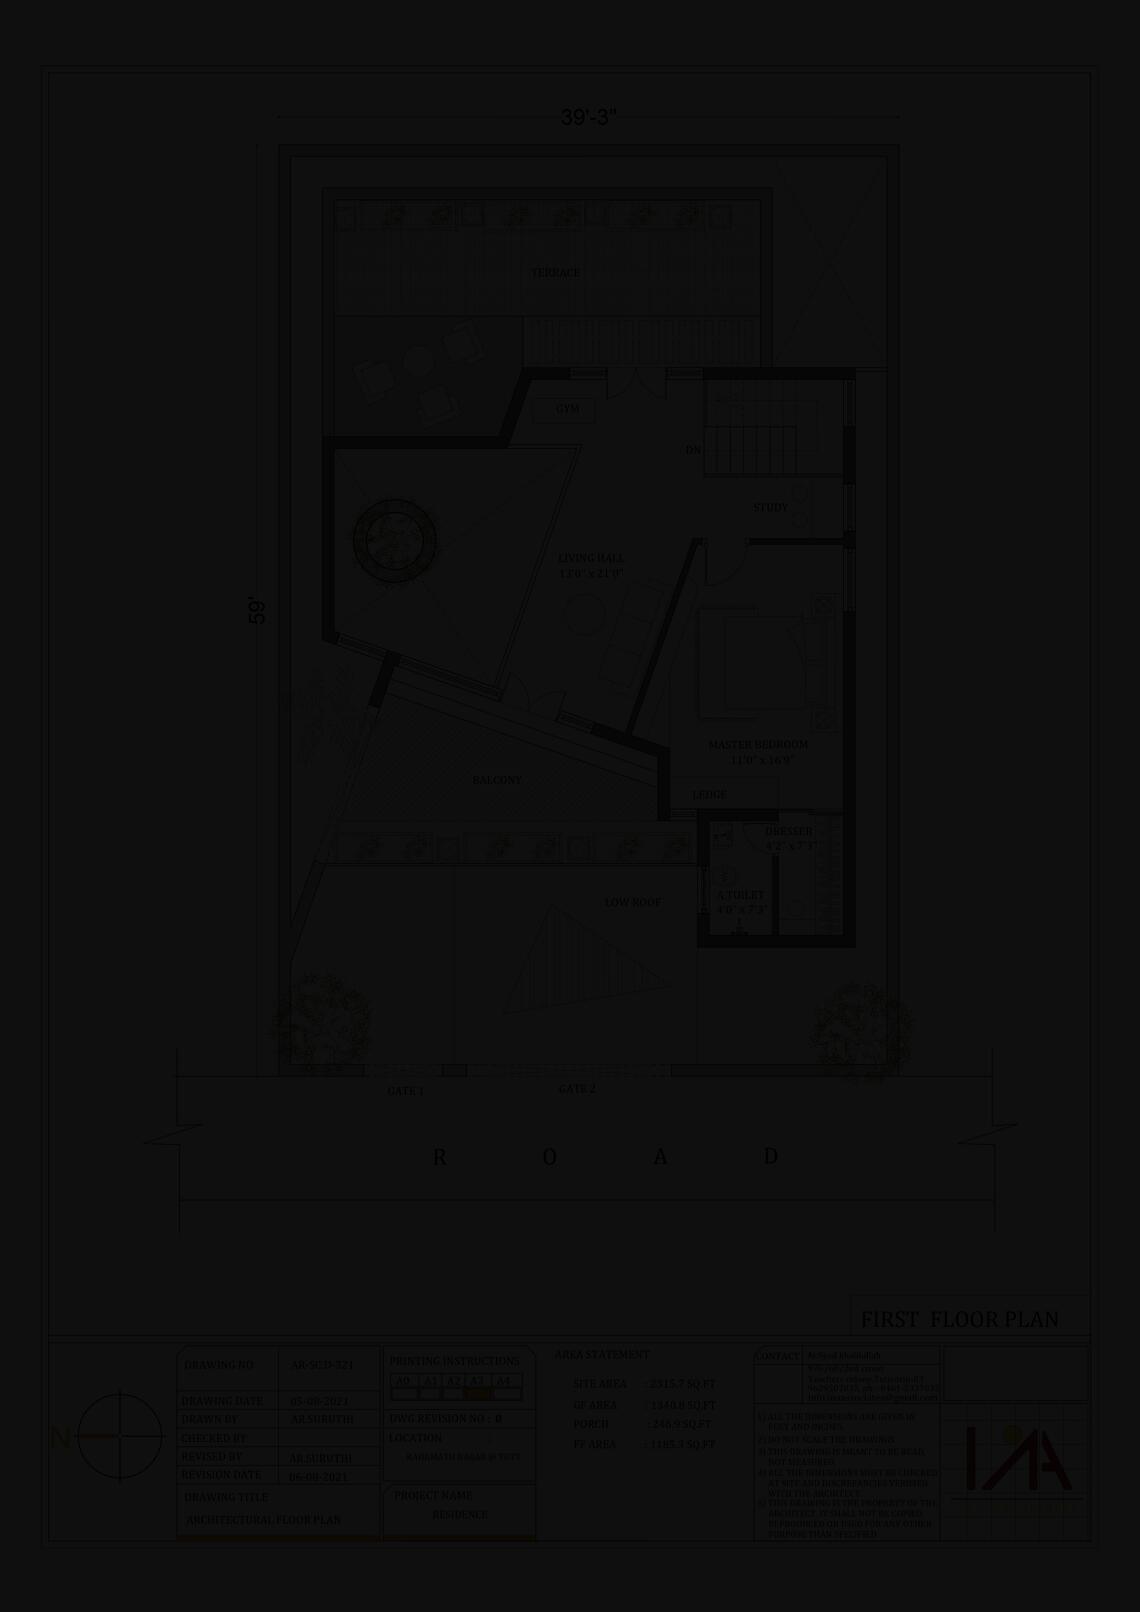 39'-3"
TERRACE
GYM
DN
STUDY
LIVING HALL
13'0" x 21'0"
59'
MASTER BEDROOM
11'0" x 16'9"
BALCONY
LEDGE
DRESSER
4'2" x 7'3"
A.TOILET
4'0" x 7'3"
LOW ROOF
GATE 1
GATE 2
R O A D
FIRST FLOOR PLAN
N
DRAWING NO AR-SGD-321
DRAWING DATE 05-08-2021
DRAWN BY AR.SURUTHI
CHECKED BY
REVISED BY AR.SURUTHI
REVISION DATE 06-08-2021
DRAWING TITLE
ARCHITECTURAL FLOOR PLAN
PRINTING INSTRUCTIONS
A0 A1 A2 A3 A4
DWG REVISION NO : 0
LOCATION :
RAHAMATH NAGAR @ TUTY
PROJECT NAME
RESIDENCE
AREA STATEMENT
SITE AREA : 2315.7 SQ.FT
GF AREA : 1340.8 SQ.FT
PORCH : 246.9 SQ.FT
FF AREA : 1185.3 SQ.FT
CONTACT
1) ALL THE DIMENSIONS ARE GIVEN IN
FEET AND INCHES.
2) DO NOT SCALE THE DRAWINGS.
3) THIS DRAWING IS MEANT TO BE READ,
NOT MEASURED.
4) ALL THE DIMENSIONS MUST BE CHECKED
AT SITE AND DISCREPANCIES VERIFIED
WITH THE ARCHITECT.
5) THIS DRAWING IS THE PROPERTY OF THE
ARCHITECT. IT SHALL NOT BE COPIED
REPRODUCED OR USED FOR ANY OTHER
PURPOSE THAN SPECIFIED.